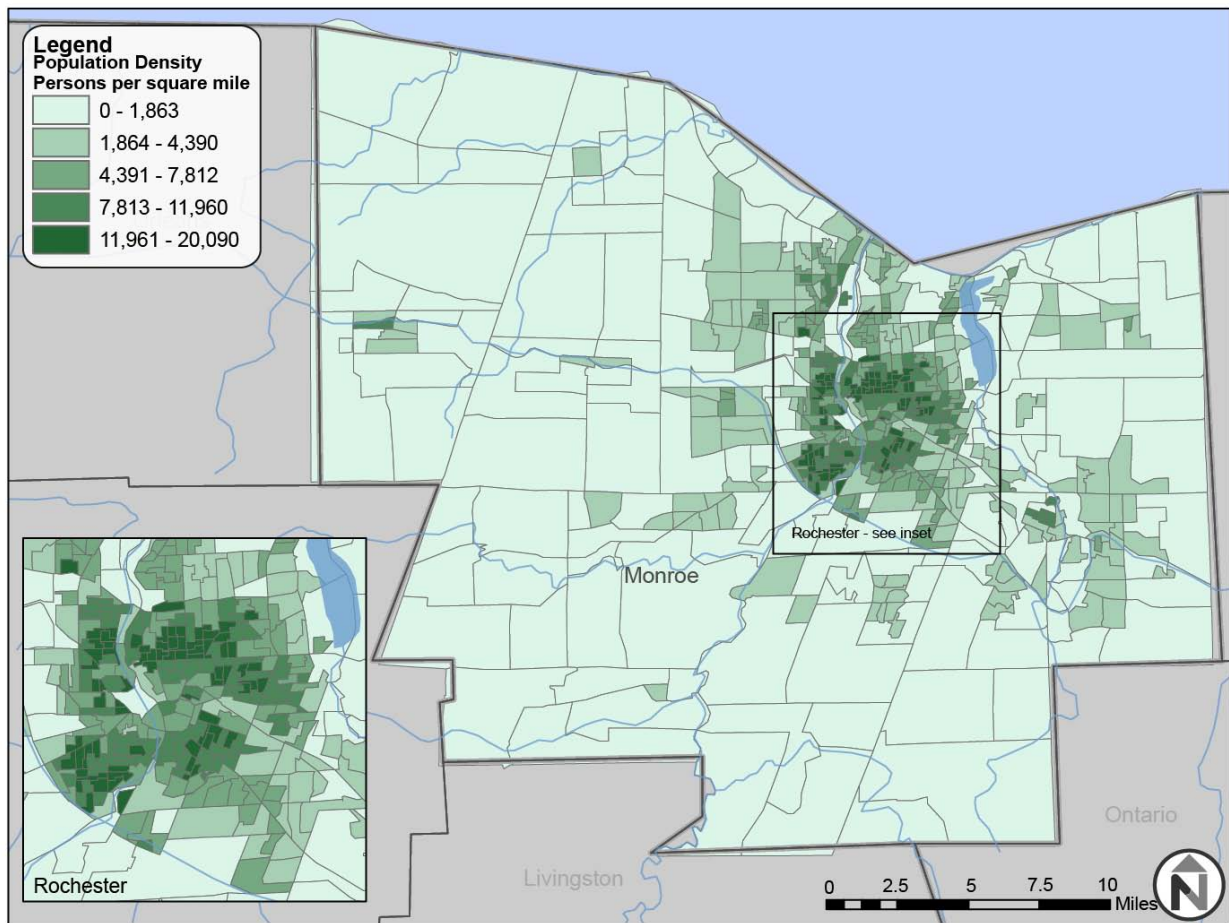 Legend
Population Density
Persons per square mile
0 - 1,863
1,864 - 4,390
4,391 - 7,812
7,813 - 11,960
11,961 - 20,090
Rochester - see inset
Monroe
Rochester
Livingston
Ontario
0 2.5 5 7.5 10
Miles
N